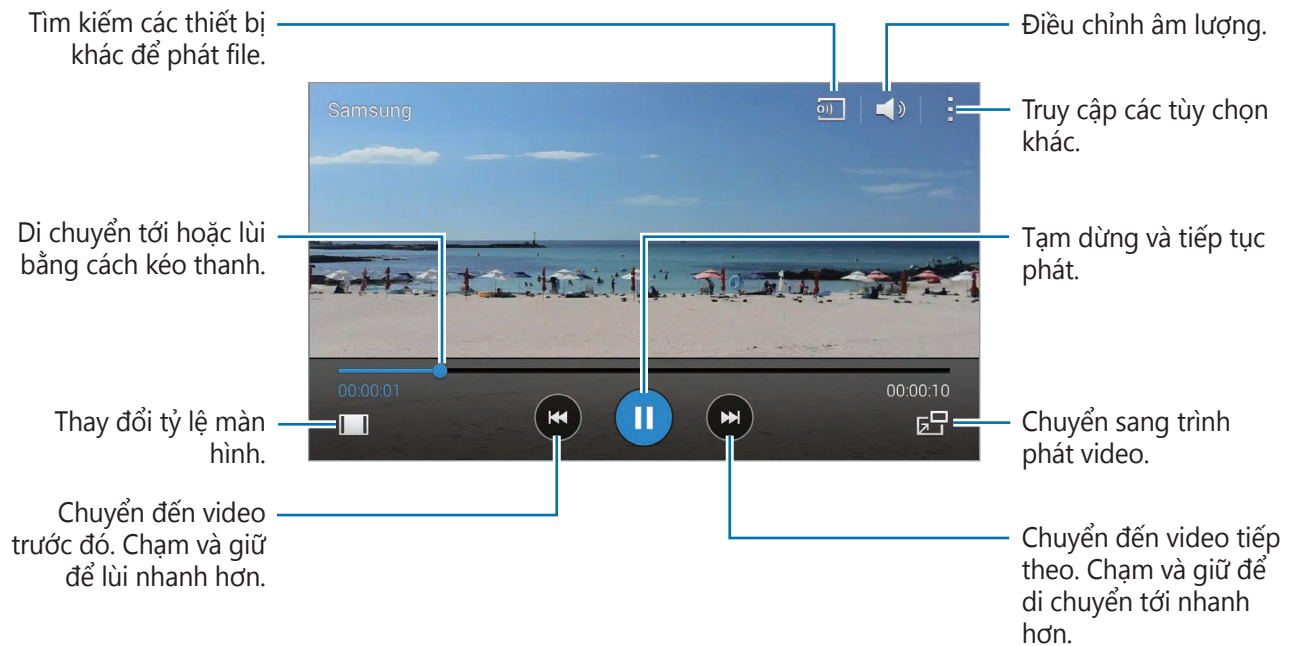 Tìm kiếm các thiết bị
khác để phát file.
Điều chỉnh âm lượng.
Samsung
Truy cập các tùy chọn
khác.
Di chuyển tới hoặc lùi
bằng cách kéo thanh.
Tạm dừng và tiếp tục
phát.
00:00:01
00:00:10
Thay đổi tỷ lệ màn
hình.
Chuyển sang trình
phát video.
Chuyển đến video
trước đó. Chạm và giữ
để lùi nhanh hơn.
Chuyển đến video tiếp
theo. Chạm và giữ để
di chuyển tới nhanh
hơn.